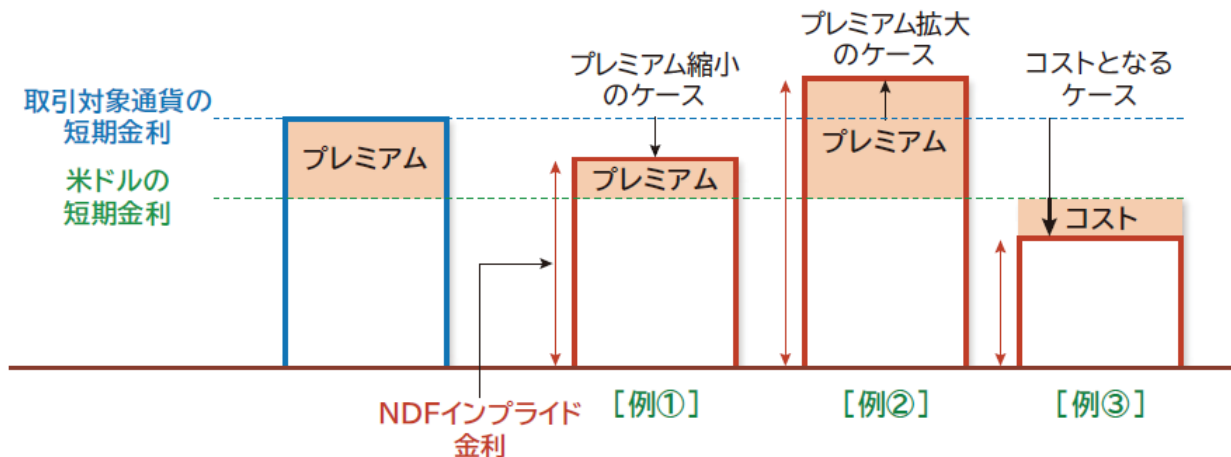 プレミアム縮小
のケース
プレミアム拡大
のケース
コストとなる
ケース
取引対象通貨の
短期金利
米ドルの
短期金利
プレミアム
プレミアム
プレミアム
コスト
NDFインプライド
金利
［例①］
［例②］
［例③］